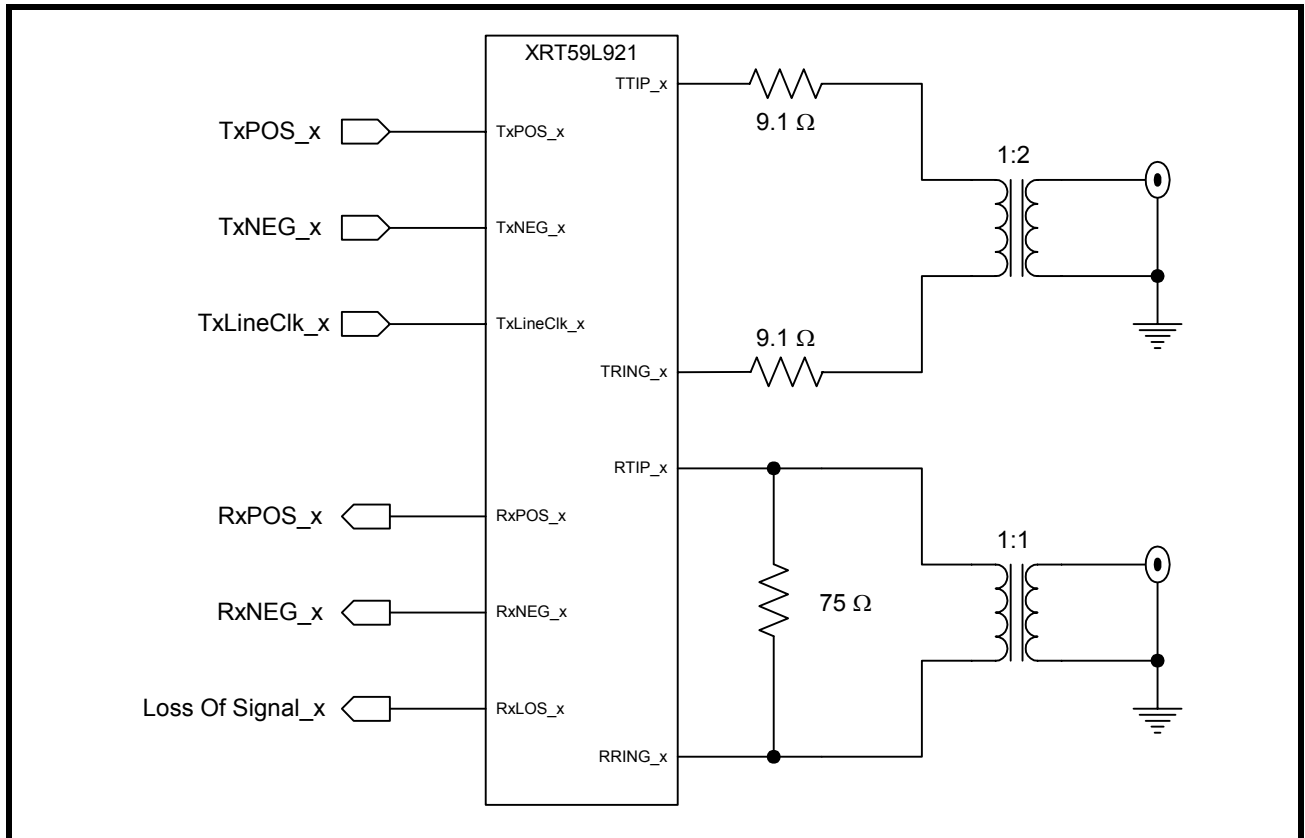 XRT59L921
TTIP_x
9.1 Ω
1:2
TxPOS_x
TxPOS_x
TxNEG_x
TxNEG_x
TxLineClk_x
TxLineClk_x
9.1 Ω
TRING_x
RTIP_x
RxPOS_x
RxPOS_x
1:1
75 Ω
RxNEG_x
RxNEG_x
Loss Of Signal_x
RxLOS_x
RRING_x